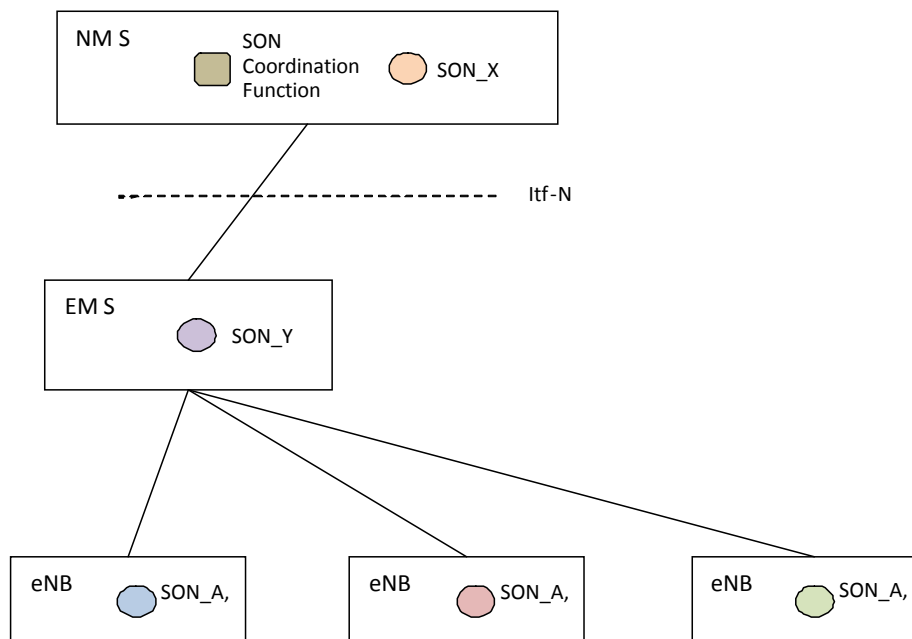 NM S
SON
Coordination
Function
SON_X
Itf-N
EM S
SON_Y
eNB
SON_A,
eNB
SON_A,
eNB
SON_A,